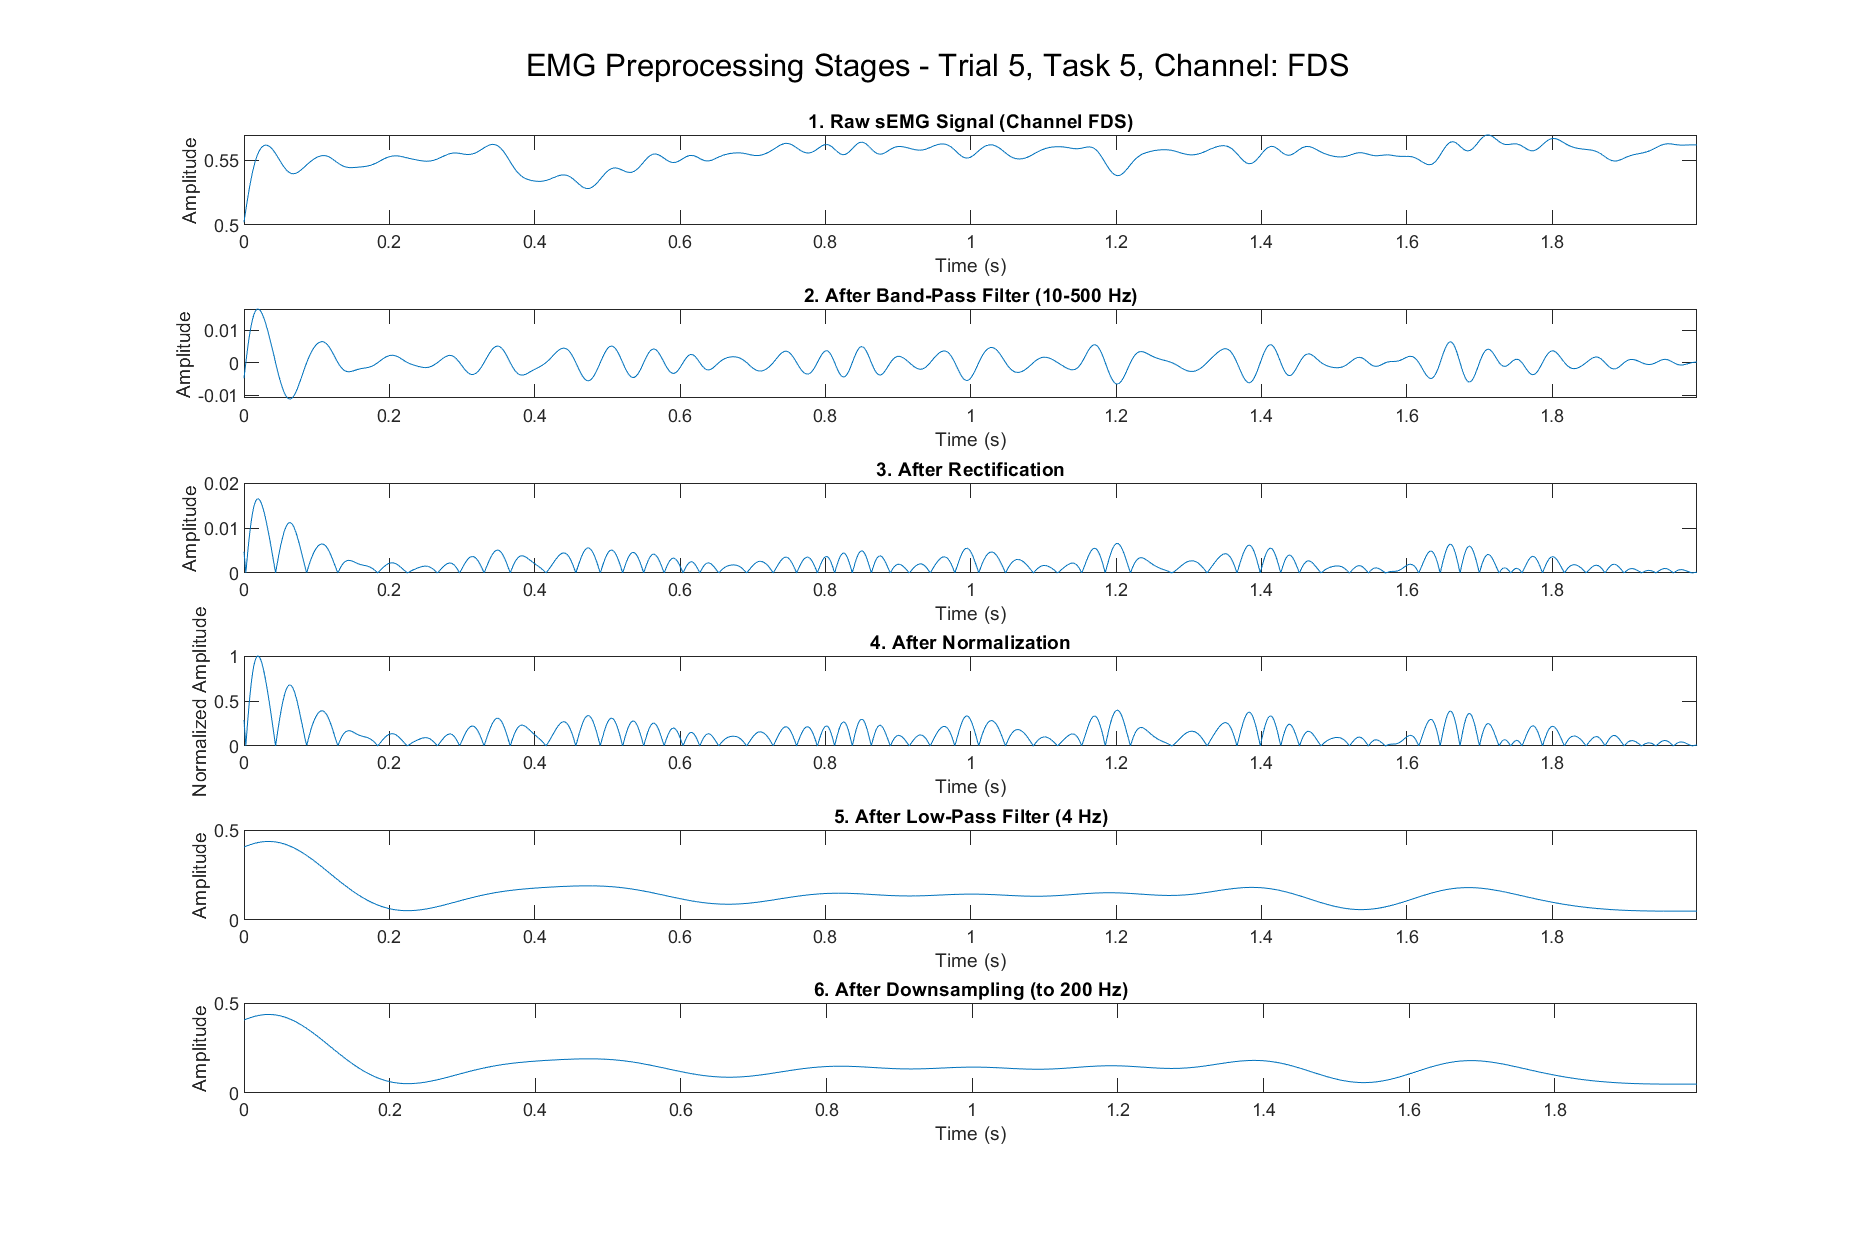 EMG Preprocessing Stages - Trial 5, Task 5, Channel: FDS
1. Raw sEMG Signal (Channel FDS)
Amplitude
0.55
0.5
0 0.2 0.4 0.6 0.8 1 1.2 1.4 1.6 1.8
Time (s)
2. After Band-Pass Filter (10-500 Hz)
Amplitude
0.01
0
-0.01
0 0.2 0.4 0.6 0.8 1 1.2 1.4 1.6 1.8
Time (s)
3. After Rectification
Amplitude
0.02
0.01
0
0 0.2 0.4 0.6 0.8 1 1.2 1.4 1.6 1.8
Time (s)
4. After Normalization
Normalized Amplitude
1
0.5
0
0 0.2 0.4 0.6 0.8 1 1.2 1.4 1.6 1.8
Time (s)
5. After Low-Pass Filter (4 Hz)
Amplitude
0.5
0
0 0.2 0.4 0.6 0.8 1 1.2 1.4 1.6 1.8
Time (s)
6. After Downsampling (to 200 Hz)
Amplitude
0.5
0
0 0.2 0.4 0.6 0.8 1 1.2 1.4 1.6 1.8
Time (s)